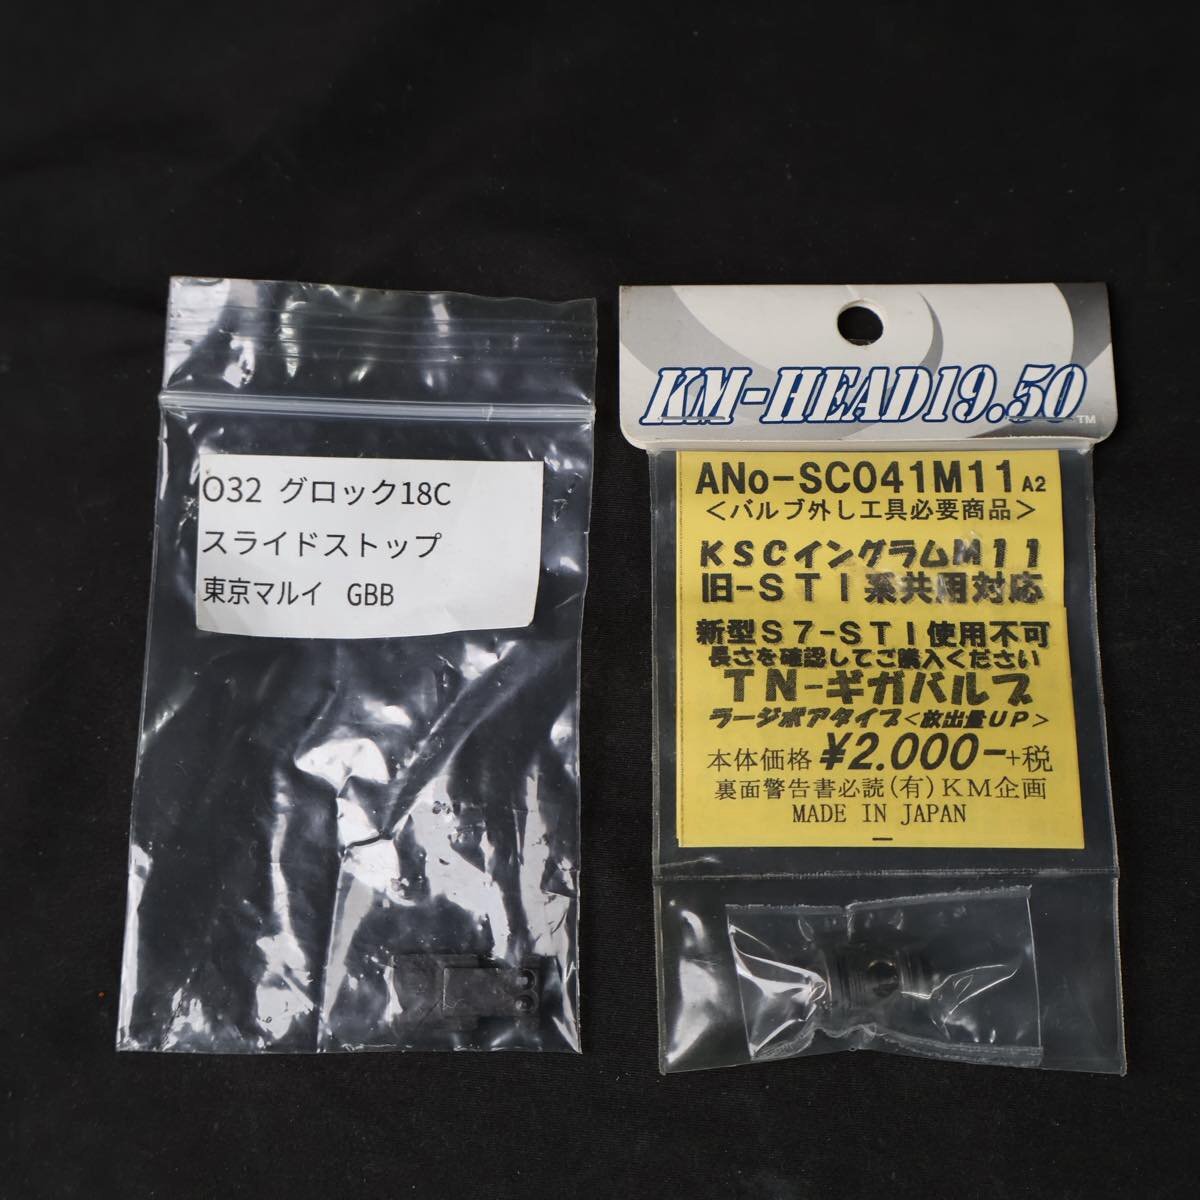 O32 グロック18C
スライドストップ
東京マルイ GBB
KM-HEAD19.50™
ANo-SC041M11 A2
<バルブ外し工具必要商品>
KSCイングラムM11
旧-STI系共用対応
新型S7-STI使用不可
長さを確認してご購入ください
TN-ギガバルブ
ラージボアタイプ<放出量UP>
本体価格 ¥2.000-+税
裏面警告書必読(有)KM企画
MADE IN JAPAN